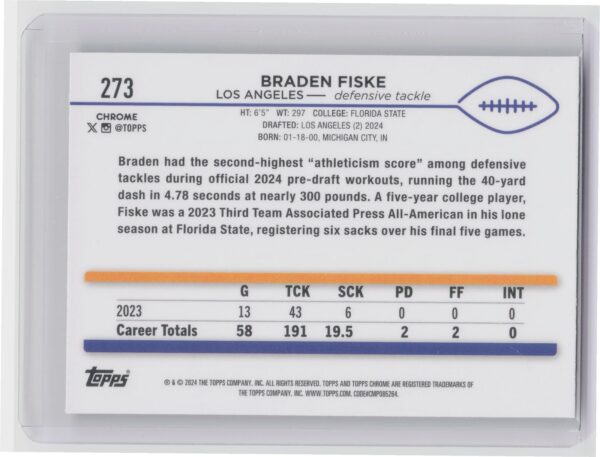 273
BRADEN FISKE
LOS ANGELES — defensive tackle
CHROME
X @TOPPS
HT: 6'5" WT: 297 COLLEGE: FLORIDA STATE
DRAFTED: LOS ANGELES (2) 2024
BORN: 01-18-00, MICHIGAN CITY, IN
Braden had the second-highest "athleticism score" among defensive
tackles during official 2024 pre-draft workouts, running the 40-yard
dash in 4.78 seconds at nearly 300 pounds. A five-year college player,
Fiske was a 2023 Third Team Associated Press All-American in his lone
season at Florida State, registering six sacks over his final five games.
G TCK SCK PD FF INT
2023 13 43 6 0 0 0
Career Totals 58 191 19.5 2 2 0
Topps
® & © 2024 THE TOPPS COMPANY, INC. ALL RIGHTS RESERVED. TOPPS AND TOPPS CHROME ARE REGISTERED TRADEMARKS OF
THE TOPPS COMPANY, INC. WWW.TOPPS.COM. CODE#CMP085284.